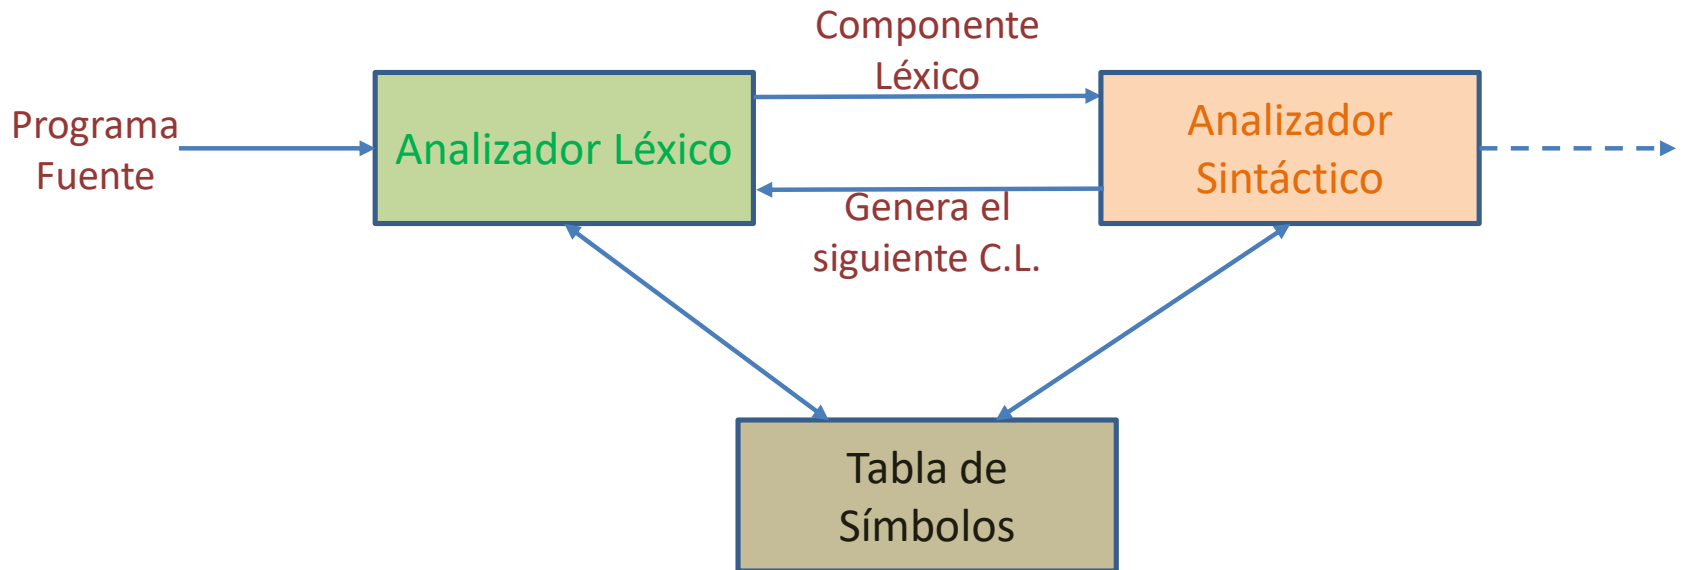 Componente
Léxico
Programa
Fuente
Analizador Léxico
Analizador
Sintáctico
Genera el
siguiente C.L.
Tabla de
Símbolos